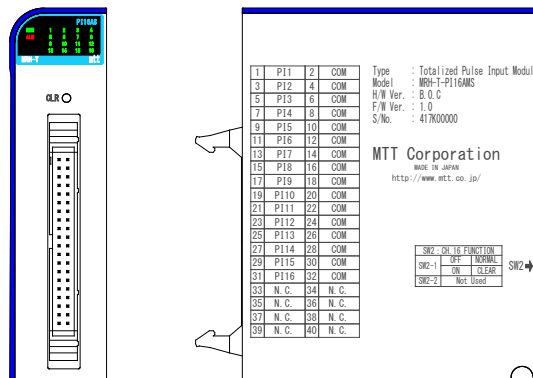 PI16AS
RUN 1 2 3 4
CLR 5 6 7 8
9 10 11 12
13 14 15 16
MRH-T mtt
CLR
1 PI1 2 COM
3 PI2 4 COM
5 PI3 6 COM
7 PI4 8 COM
9 PI5 10 COM
11 PI6 12 COM
13 PI7 14 COM
15 PI8 16 COM
17 PI9 18 COM
19 PI10 20 COM
21 PI11 22 COM
23 PI12 24 COM
25 PI13 26 COM
27 PI14 28 COM
29 PI15 30 COM
31 PI16 32 COM
33 N. C. 34 N. C.
35 N. C. 36 N. C.
37 N. C. 38 N. C.
39 N. C. 40 N. C.
Type : Totalized Pulse Input Modul
Model : MRH-T-PI16AMS
H/W Ver. : B.0.C
F/W Ver. : 1.0
S/No. : 417K00000
MTT Corporation
MADE IN JAPAN
http://www.mtt.co.jp/
SW2 : CH.16 FUNCTION
SW2-1 OFF NORMAL
ON CLEAR
SW2-2 Not Used
SW2